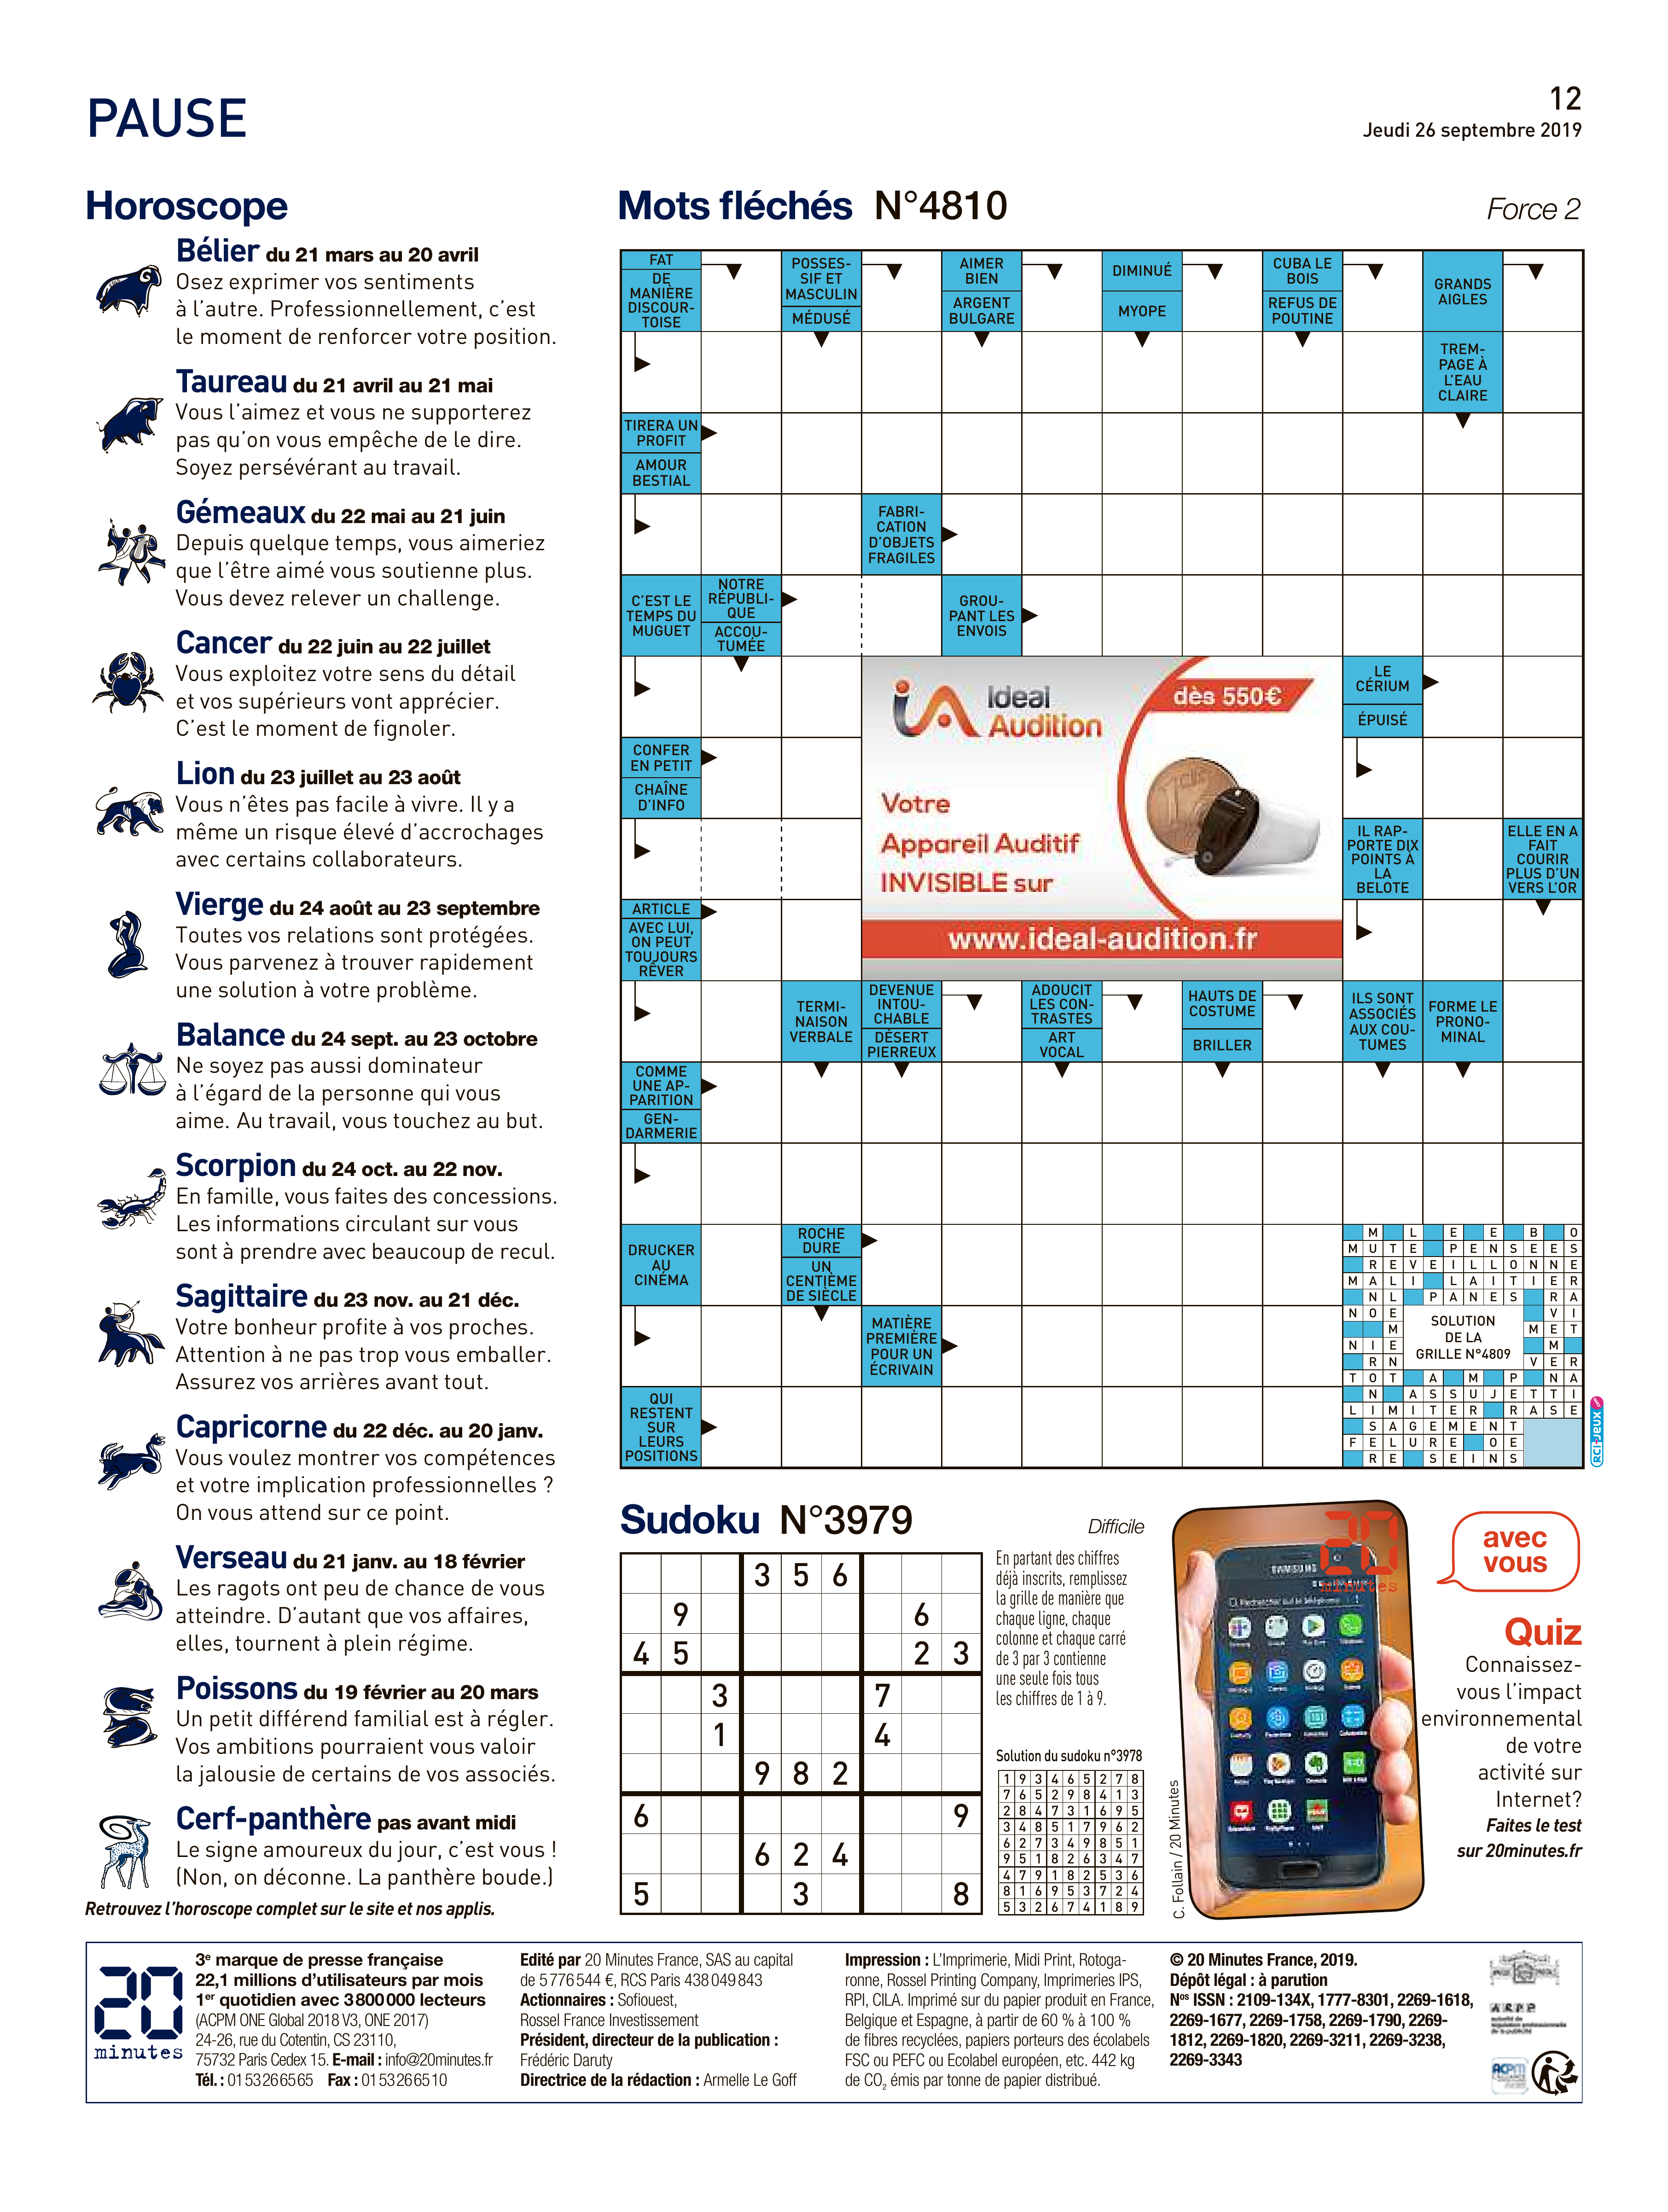 PAUSE
12
Jeudi 26 septembre 2019
Horoscope
Bélier du 21 mars au 20 avril
Osez exprimer vos sentiments
à l'autre. Professionnellement, c'est
le moment de renforcer votre position.
Taureau du 21 avril au 21 mai
Vous l'aimez et vous ne supporterez
pas qu'on vous empêche de le dire.
Soyez persévérant au travail.
Gémeaux du 22 mai au 21 juin
Depuis quelque temps, vous aimeriez
que l'être aimé vous soutienne plus.
Vous devez relever un challenge.
Cancer du 22 juin au 22 juillet
Vous exploitez votre sens du détail
et vos supérieurs vont apprécier.
C'est le moment de fignoler.
Lion du 23 juillet au 23 août
Vous n'êtes pas facile à vivre. Il y a
même un risque élevé d'accrochages
avec certains collaborateurs.
Vierge du 24 août au 23 septembre
Toutes vos relations sont protégées.
Vous parvenez à trouver rapidement
une solution à votre problème.
Balance du 24 sept. au 23 octobre
Ne soyez pas aussi dominateur
à l'égard de la personne qui vous
aime. Au travail, vous touchez au but.
Scorpion du 24 oct. au 22 nov.
En famille, vous faites des concessions.
Les informations circulant sur vous
sont à prendre avec beaucoup de recul.
Sagittaire du 23 nov. au 21 déc.
Votre bonheur profite à vos proches.
Attention à ne pas trop vous emballer.
Assurez vos arrières avant tout.
Capricorne du 22 déc. au 20 janv.
Vous voulez montrer vos compétences
et votre implication professionnelles ?
On vous attend sur ce point.
Verseau du 21 janv. au 18 février
Les ragots ont peu de chance de vous
atteindre. D'autant que vos affaires,
elles, tournent à plein régime.
Poissons du 19 février au 20 mars
Un petit différend familial est à régler.
Vos ambitions pourraient vous valoir
la jalousie de certains de vos associés.
Cerf-panthère pas avant midi
Le signe amoureux du jour, c'est vous !
(Non, on déconne. La panthère boude.)
Retrouvez l'horoscope complet sur le site et nos applis.
Mots fléchés N°4810
Force 2
FAT
DE
MANIÈRE
DISCOUR-
TOISE
POSSES-
SIF ET
MASCULIN
MÉDUSÉ
AIMER
BIEN
ARGENT
BULGARE
DIMINUÉ
MYOPE
CUBA LE
BOIS
REFUS DE
POUTINE
GRANDS
AIGLES
TREM-
PAGE À
L'EAU
CLAIRE
TIRERA UN
PROFIT
AMOUR
BESTIAL
FABRI-
CATION
D'OBJETS
FRAGILES
C'EST LE
TEMPS DU
MUGUET
NOTRE
RÉPUBLI-
QUE
ACCOU-
TUMÉE
GROU-
PANT LES
ENVOIS
LE
CÉRIUM
ÉPUISÉ
CONFER
EN PETIT
CHAÎNE
D'INFO
IL RAP-
PORTE DIX
POINTS À
LA
BELOTE
ELLE EN A
FAIT
COURIR
PLUS D'UN
VERS L'OR
ARTICLE
AVEC LUI,
ON PEUT
TOUJOURS
RÊVER
Ideal
Audition
dès 550€
Votre
Appareil Auditif
INVISIBLE sur
www.ideal-audition.fr
TERMI-
NAISON
VERBALE
DEVENUE
INTOU-
CHABLE
DÉSERT
PIERREUX
ADOUCIT
LES CON-
TRASTES
ART
VOCAL
HAUTS DE
COSTUME
BRILLER
ILS SONT
ASSOCIÉS
AUX COU-
TUMES
FORME LE
PRONO-
MINAL
COMME
UNE AP-
PARITION
GEN-
DARMERIE
DRUCKER
AU
CINÉMA
ROCHE
DURE
UN
CENTIÈME
DE SIÈCLE
MATIÈRE
PREMIÈRE
POUR UN
ÉCRIVAIN
QUI
RESTENT
SUR
LEURS
POSITIONS
M L E E B O
M U T E P E N S E E S
R E V E I L L O N N E
M A L I L A I T I E R
N L P A N E S R A
N O E V I
M M E T
N I E M
R N V E R
T O T A M P N A
N A S S U J E T T I
L I M I T E R R A S E
S A G E M E N T
F E L U R E O E
R E S E I N S
SOLUTION
DE LA
GRILLE N°4809
RCI-JEUX
Sudoku N°3979
Difficile
3 5 6
9 6
4 5 2 3
3 7
1 4
9 8 2
6 9
6 2 4
5 3 8
En partant des chiffres
déjà inscrits, remplissez
la grille de manière que
chaque ligne, chaque
colonne et chaque carré
de 3 par 3 contienne
une seule fois tous
les chiffres de 1 à 9.
Solution du sudoku n°3978
1 9 3 4 6 5 2 7 8
7 6 5 2 9 8 4 1 3
2 8 4 7 3 1 6 9 5
3 4 8 5 1 7 9 6 2
6 2 7 3 4 9 8 5 1
9 5 1 8 2 6 3 4 7
4 7 9 1 8 2 5 3 6
8 1 6 9 5 3 7 2 4
5 3 2 6 7 4 1 8 9
C. Follain / 20 Minutes
SAMSUNG
20
minutes
avec
vous
Quiz
Connaissez-
vous l'impact
environnemental
de votre
activité sur
Internet?
Faites le test
sur 20minutes.fr
20
minutes
3e marque de presse française
22,1 millions d'utilisateurs par mois
1er quotidien avec 3 800 000 lecteurs
(ACPM ONE Global 2018 V3, ONE 2017)
24-26, rue du Cotentin, CS 23110,
75732 Paris Cedex 15. E-mail : info@20minutes.fr
Tél. : 01 53 26 65 65 Fax : 01 53 26 65 10
Edité par 20 Minutes France, SAS au capital
de 5 776 544 €, RCS Paris 438 049 843
Actionnaires : Sofiouest,
Rossel France Investissement
Président, directeur de la publication :
Frédéric Daruty
Directrice de la rédaction : Armelle Le Goff
Impression : L'Imprimerie, Midi Print, Rotoga-
ronne, Rossel Printing Company, Imprimeries IPS,
RPI, CILA. Imprimé sur du papier produit en France,
Belgique et Espagne, à partir de 60 % à 100 %
de fibres recyclées, papiers porteurs des écolabels
FSC ou PEFC ou Ecolabel européen, etc. 442 kg
de CO2 émis par tonne de papier distribué.
© 20 Minutes France, 2019.
Dépôt légal : à parution
Nos ISSN : 2109-134X, 1777-8301, 2269-1618,
2269-1677, 2269-1758, 2269-1790, 2269-
1812, 2269-1820, 2269-3211, 2269-3238,
2269-3343
ARPP
ACPM